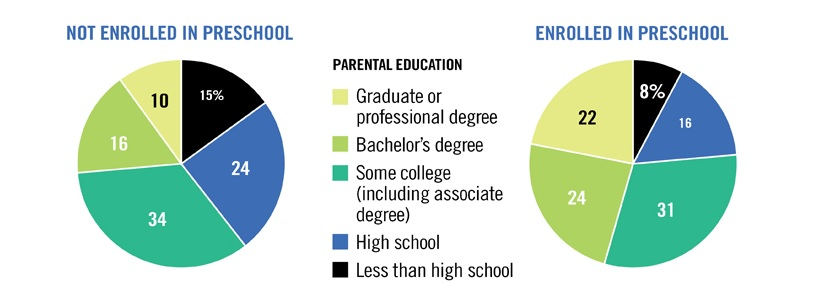 NOT ENROLLED IN PRESCHOOL
10
15%
16
24
34
PARENTAL EDUCATION
Graduate or
professional degree
Bachelor's degree
Some college
(including associate
degree)
High school
Less than high school
ENROLLED IN PRESCHOOL
8%
22
16
24
31